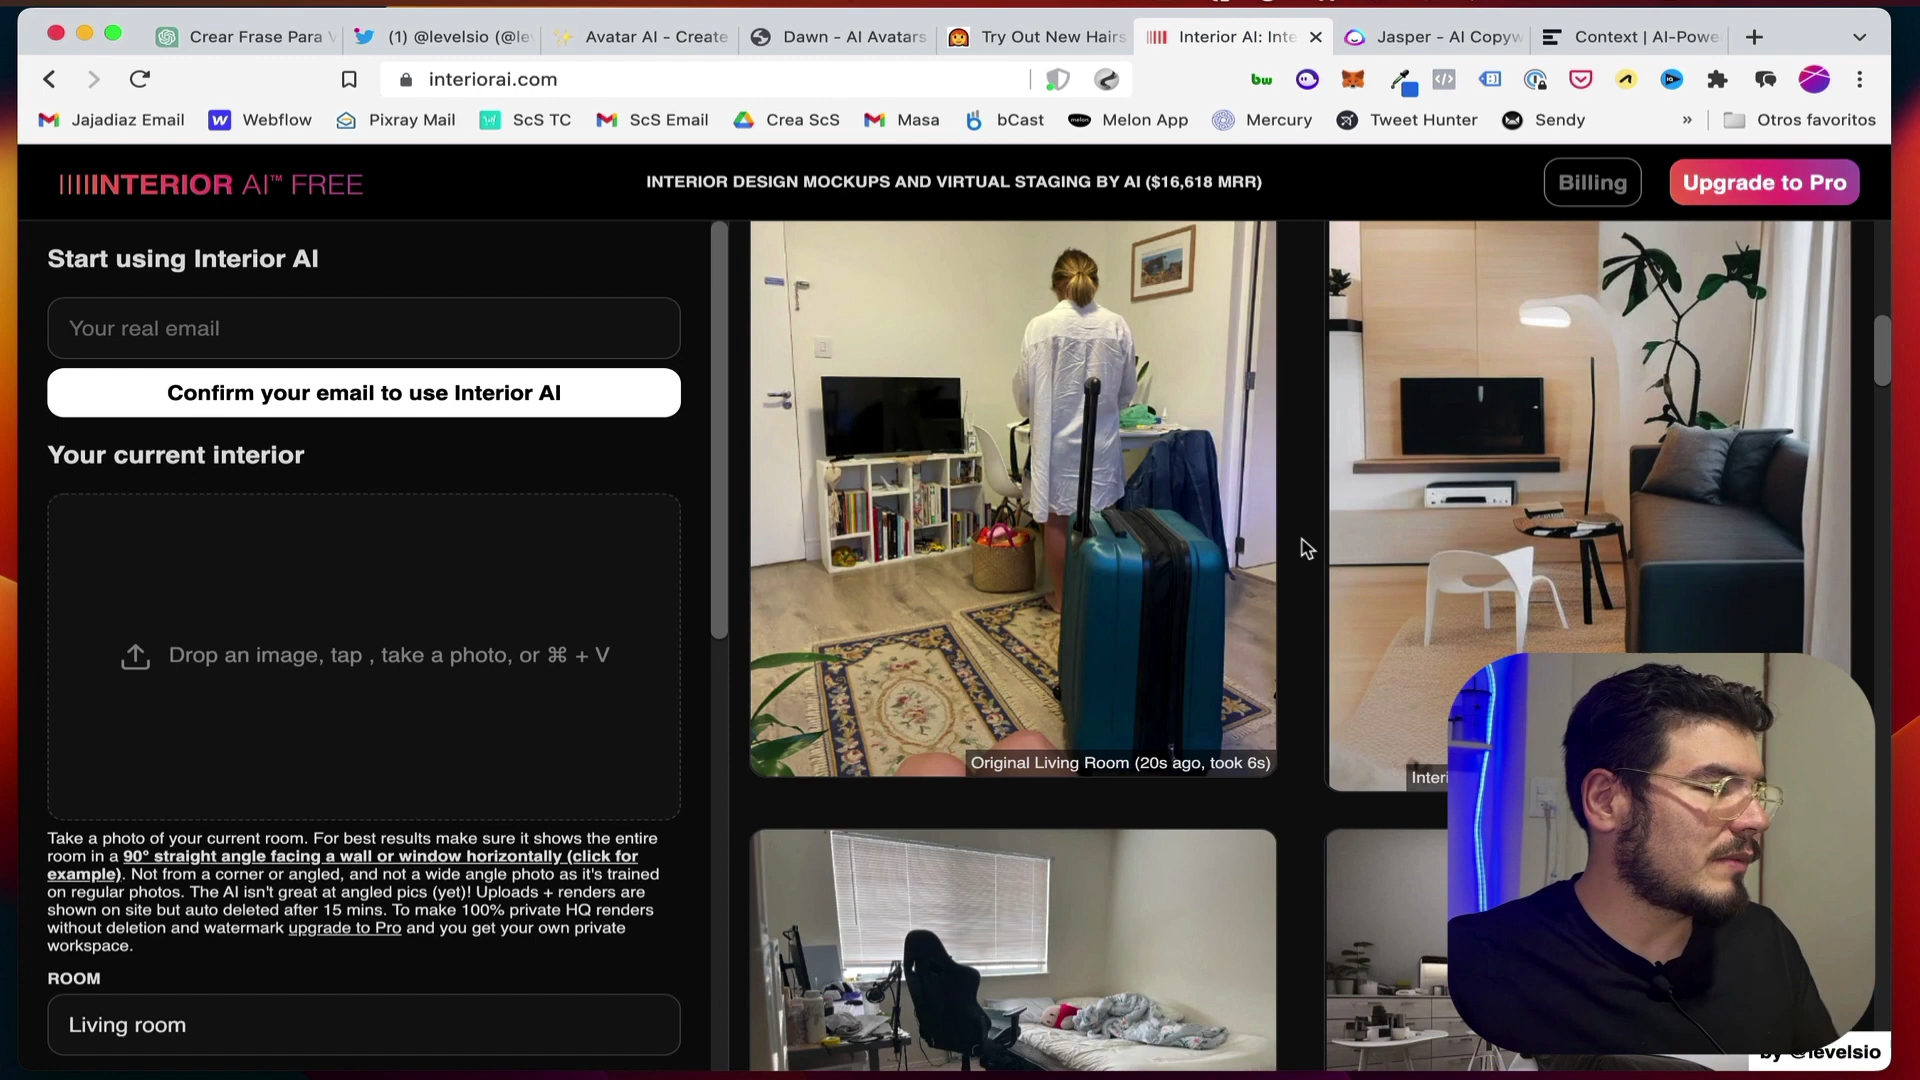 Crear Frase Para
(1) @levelsio (@le
Avatar AI - Create
Dawn - AI Avatars
Try Out New Hairs
Interior AI: Inte
Jasper - AI Copyw
Context | AI-Powe
interiorai.com
bw
Jajadiaz Email
Webflow
Pixray Mail
ScS TC
ScS Email
Crea ScS
Masa
bCast
Melon App
Mercury
Tweet Hunter
Sendy
Otros favoritos
INTERIOR AI™ FREE
INTERIOR DESIGN MOCKUPS AND VIRTUAL STAGING BY AI ($16,618 MRR)
Billing
Upgrade to Pro
Start using Interior AI
Your real email
Confirm your email to use Interior AI
Your current interior
Drop an image, tap , take a photo, or ⌘ + V
Take a photo of your current room. For best results make sure it shows the entire
room in a 90° straight angle facing a wall or window horizontally (click for
example). Not from a corner or angled, and not a wide angle photo as it's trained
on regular photos. The AI isn't great at angled pics (yet)! Uploads + renders are
shown on site but auto deleted after 15 mins. To make 100% private HQ renders
without deletion and watermark upgrade to Pro and you get your own private
workspace.
ROOM
Living room
Original Living Room (20s ago, took 6s)
Interi
by @levelsio